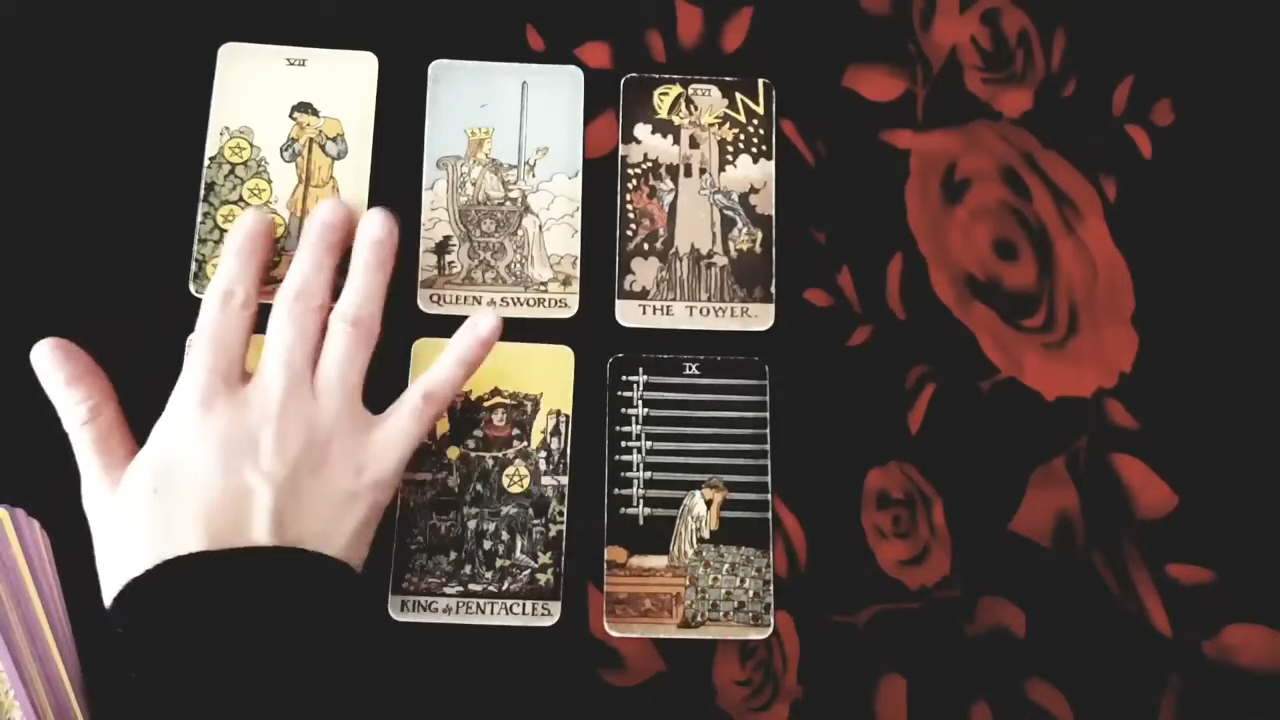 VII
QUEEN of SWORDS.
XVI
THE TOWER.
KING of PENTACLES.
IX